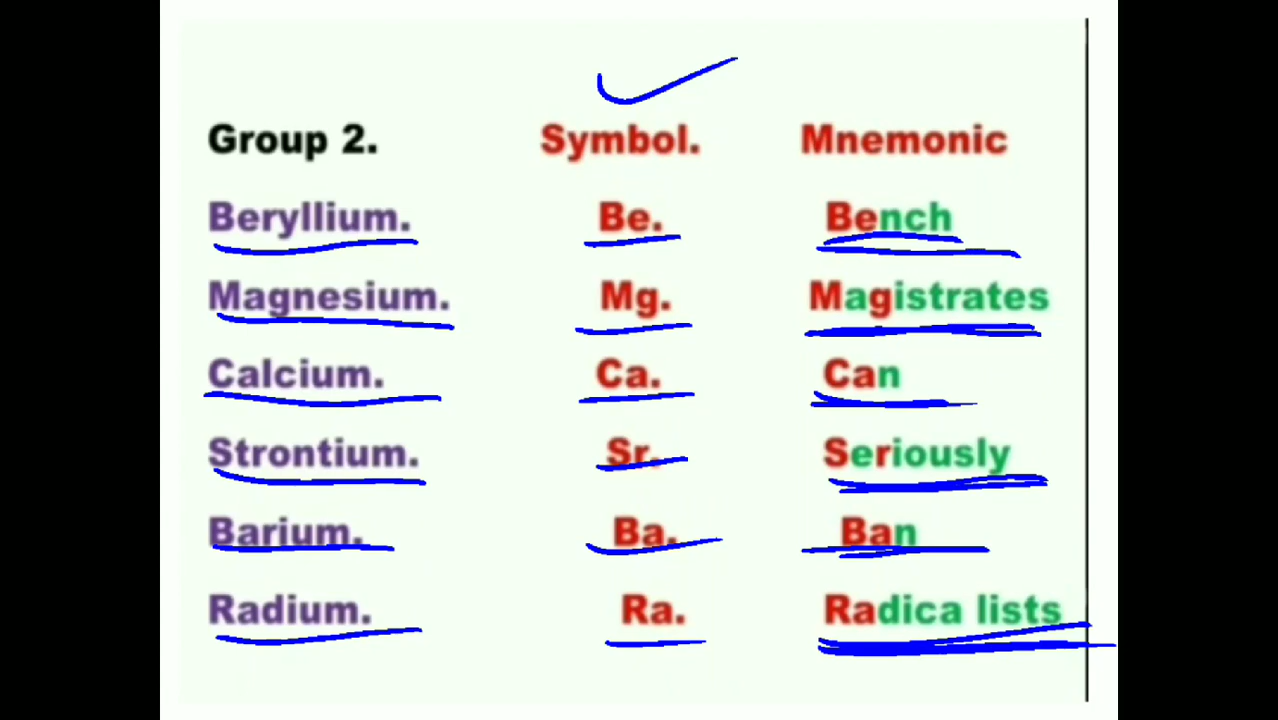 Group 2. Symbol. Mnemonic
Beryllium. Be. Bench
Magnesium. Mg. Magistrates
Calcium. Ca. Can
Strontium. Sr. Seriously
Barium. Ba. Ban
Radium. Ra. Radica lists